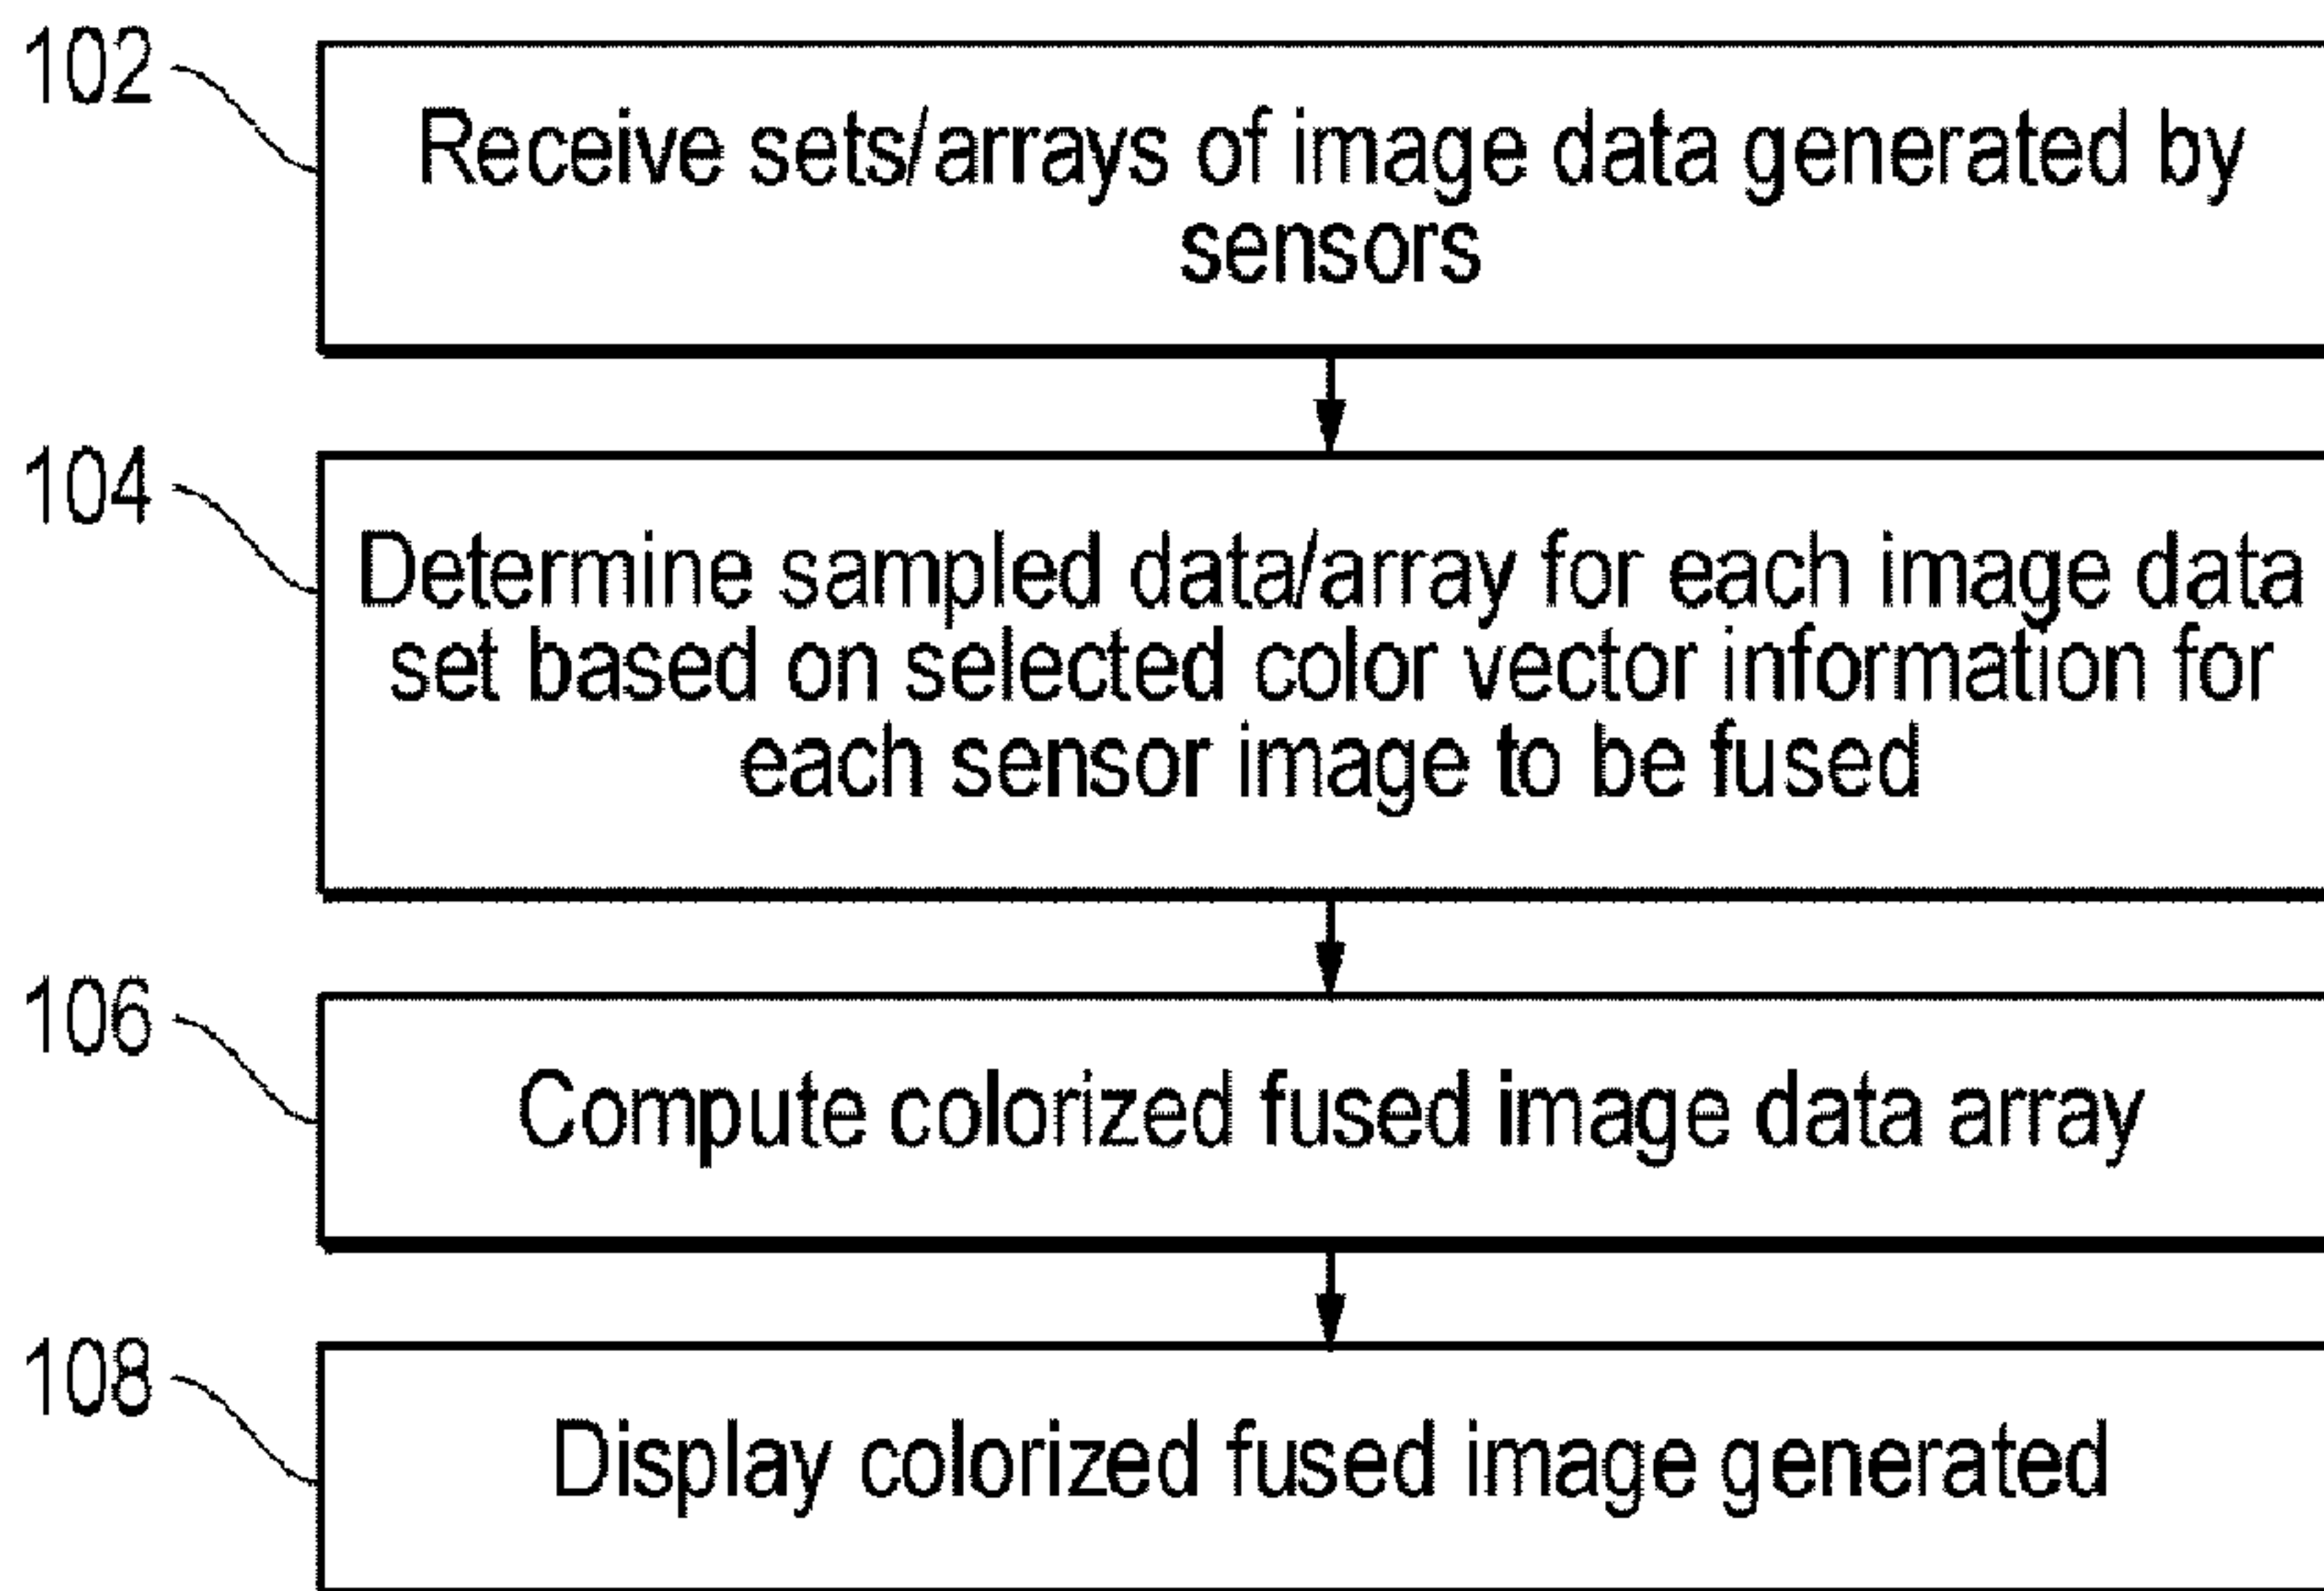 102
Receive sets/arrays of image data generated by
sensors
104
Determine sampled data/array for each image data
set based on selected color vector information for
each sensor image to be fused
106
Compute colorized fused image data array
108
Display colorized fused image generated